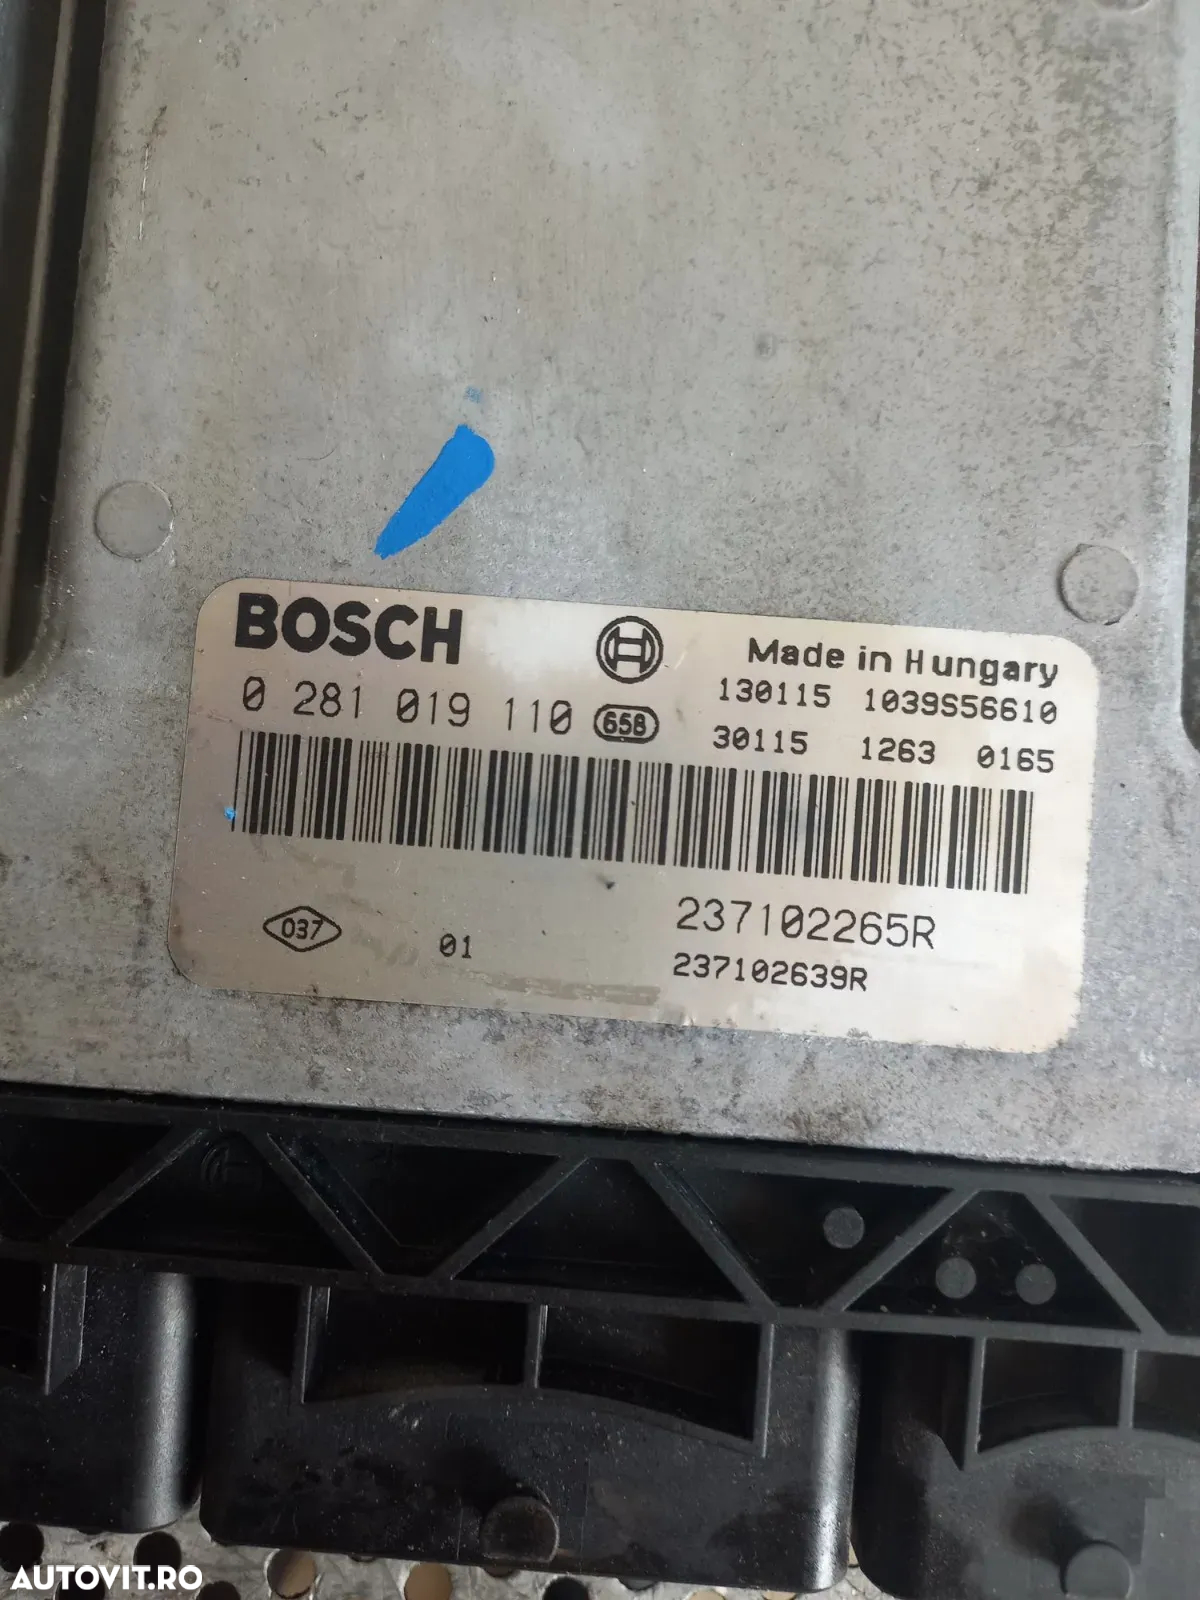 BOSCH
Made in Hungary
0 281 019 110 658
130115 1039S56610
30115 1263 0165
037 01
237102265R
237102639R
AUTOVIT.RO